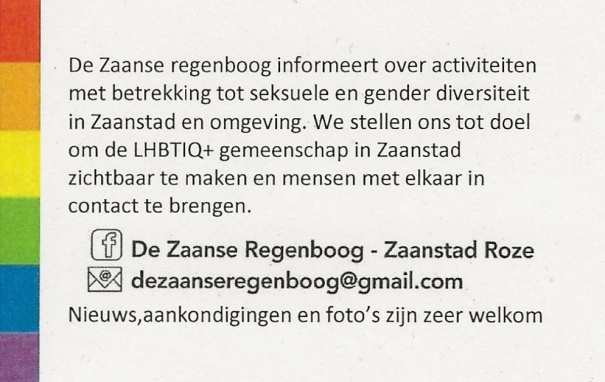 De Zaanse regenboog informeert over activiteiten
met betrekking tot seksuele en gender diversiteit
in Zaanstad en omgeving. We stellen ons tot doel
om de LHBTIQ+ gemeenschap in Zaanstad
zichtbaar te maken en mensen met elkaar in
contact te brengen.
De Zaanse Regenboog - Zaanstad Roze
dezaanseregenboog@gmail.com
Nieuws,aankondigingen en foto's zijn zeer welkom